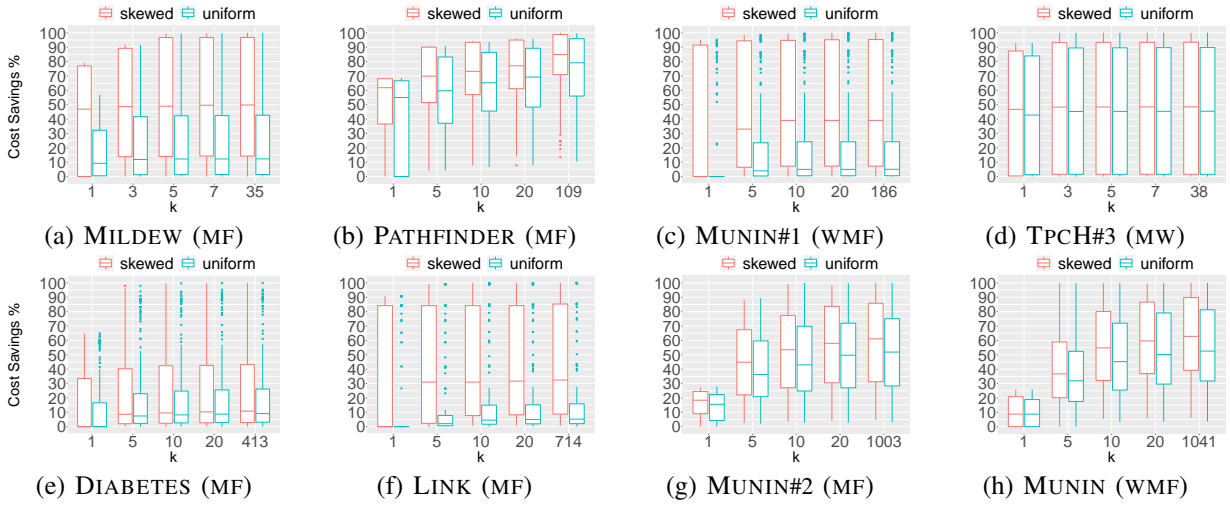 skewed uniform skewed uniform skewed uniform skewed uniform
Cost Savings %
100 90 80 70 60 50 40 30 20 10 0
1 3 5 7 35
k
100 90 80 70 60 50 40 30 20 10 0
1 5 10 20 109
k
100 90 80 70 60 50 40 30 20 10 0
1 5 10 20 186
k
100 90 80 70 60 50 40 30 20 10 0
1 3 5 7 38
k
(a) MILDEW (MF) (b) PATHFINDER (MF) (c) MUNIN#1 (WMF) (d) TPCH#3 (MW)
skewed uniform skewed uniform skewed uniform skewed uniform
Cost Savings %
100 90 80 70 60 50 40 30 20 10 0
1 5 10 20 413
k
100 90 80 70 60 50 40 30 20 10 0
1 5 10 20 714
k
100 90 80 70 60 50 40 30 20 10 0
1 5 10 20 1003
k
100 90 80 70 60 50 40 30 20 10 0
1 5 10 20 1041
k
(e) DIABETES (MF) (f) LINK (MF) (g) MUNIN#2 (MF) (h) MUNIN (WMF)